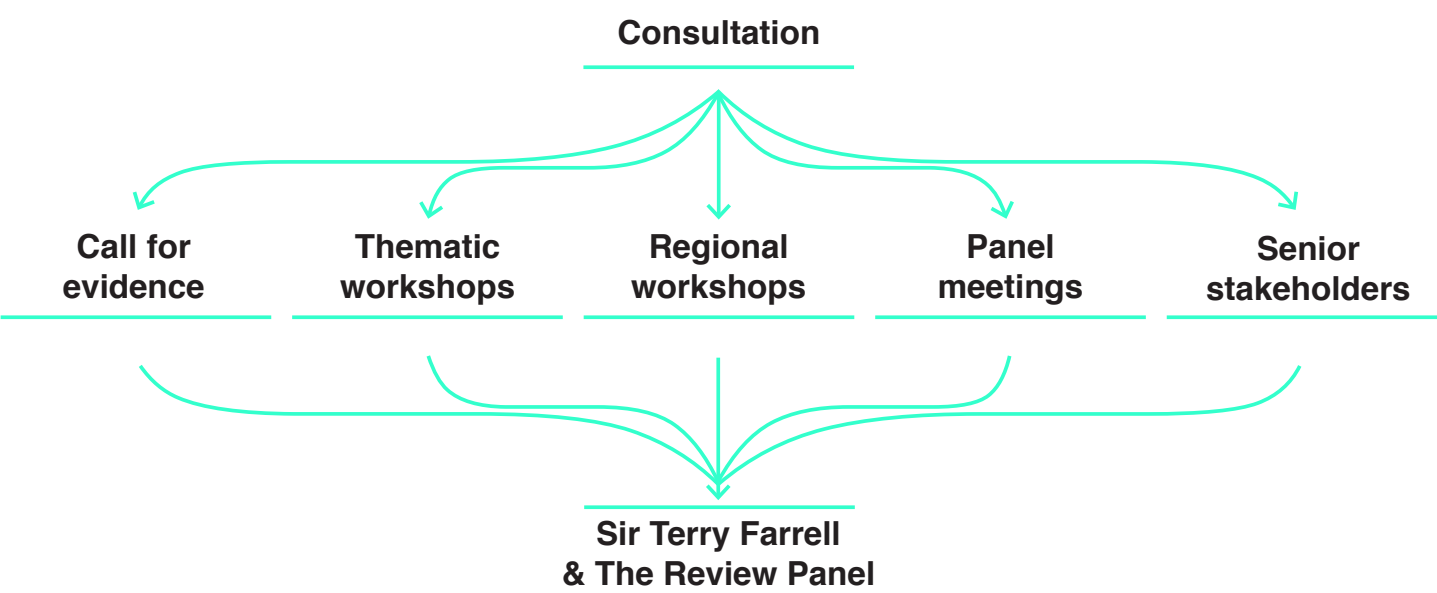 Consultation
Call for
evidence
Thematic
workshops
Regional
workshops
Panel
meetings
Senior
stakeholders
Sir Terry Farrell
& The Review Panel